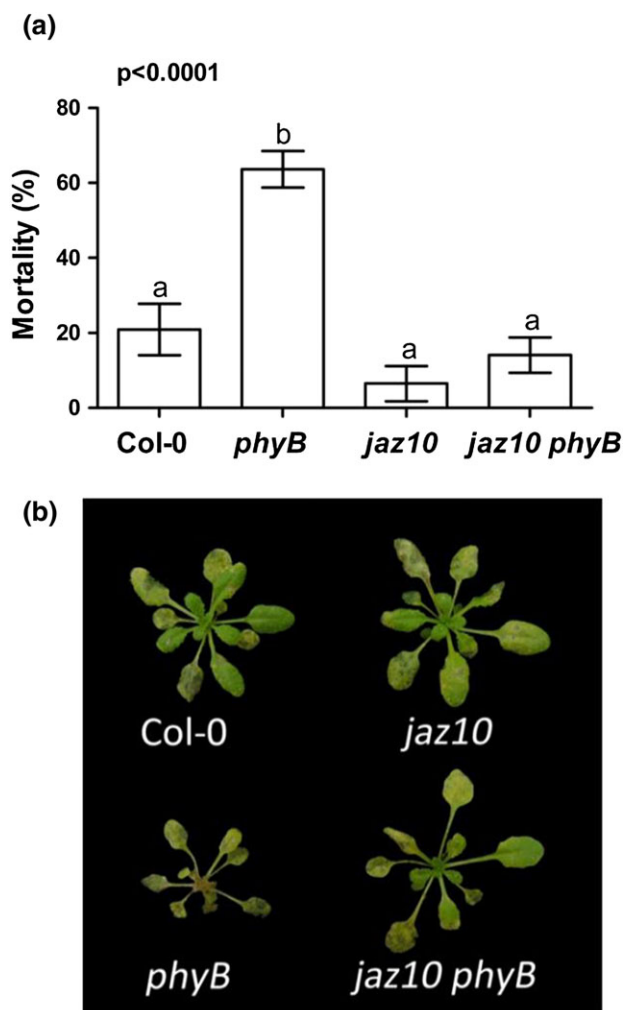 (a)
p<0.0001
80
60
40
20
0
Mortality (%)
a
b
a
a
Col-0 phyB jaz10 jaz10 phyB
(b)
Col-0 jaz10
phyB jaz10 phyB